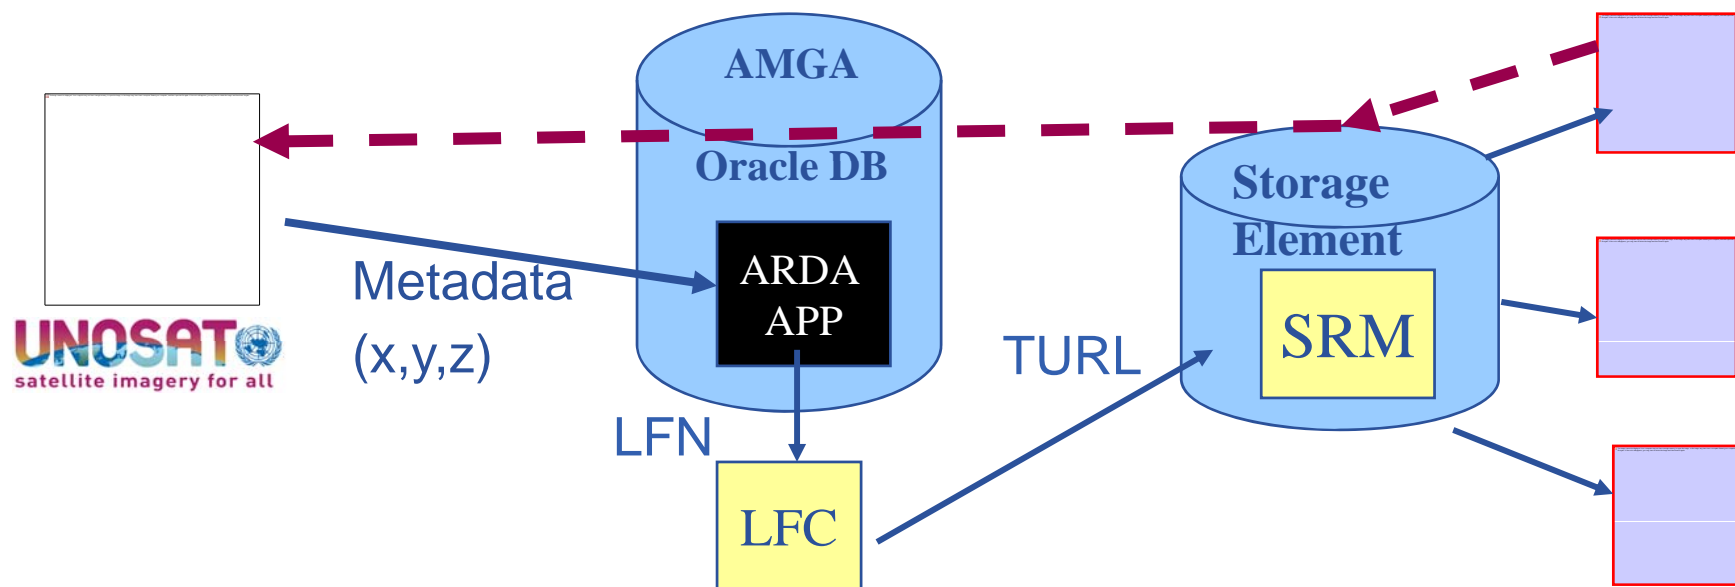 AMGA
Oracle DB
ARDA
APP
Storage
Element
SRM
Metadata
(x,y,z)
UNOSAT
satellite imagery for all
TURL
LFN
LFC